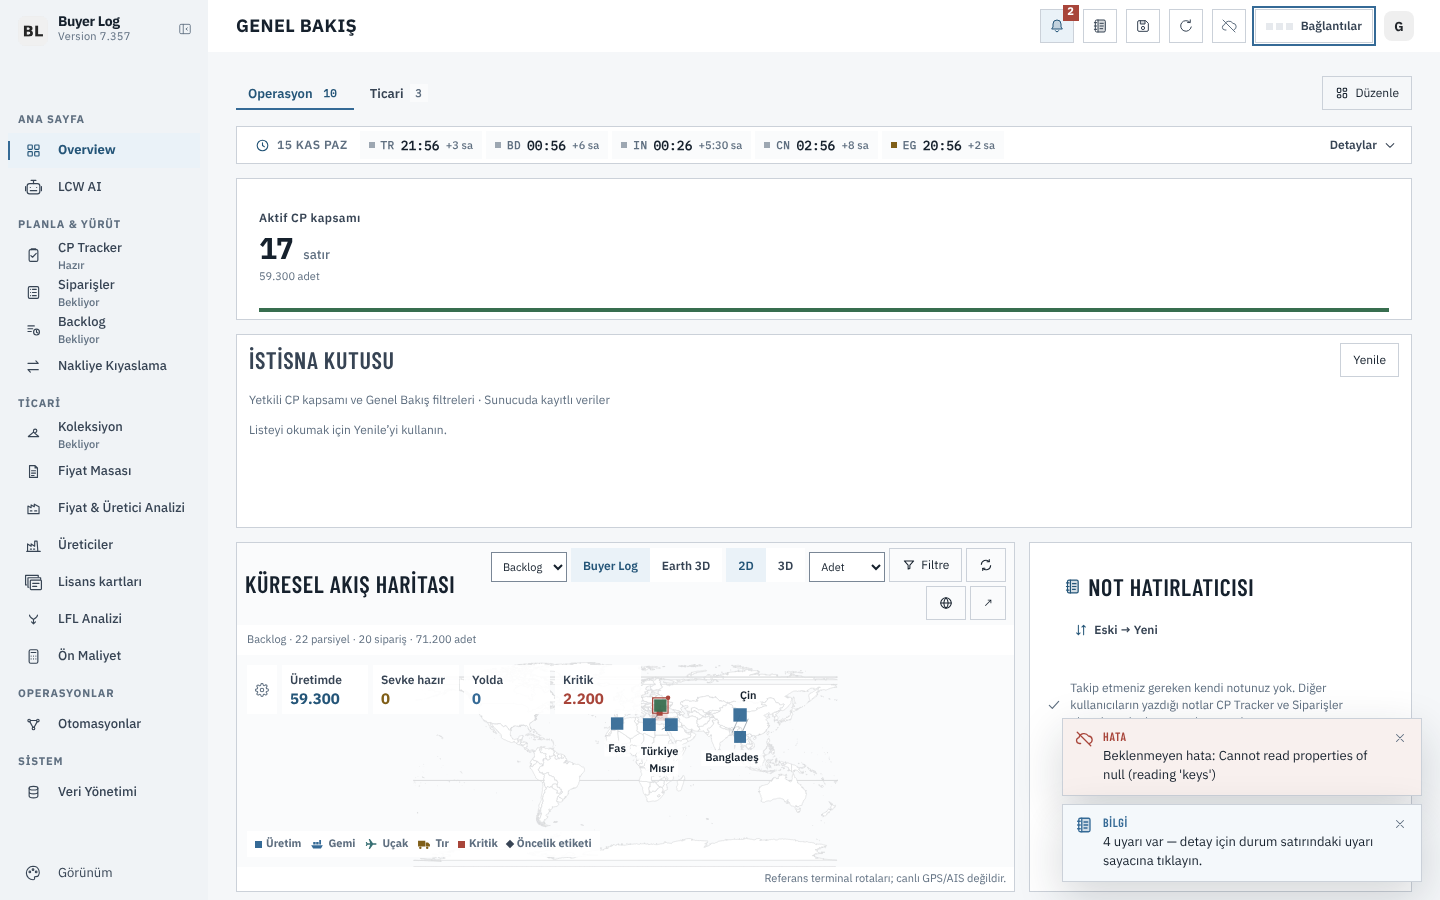 BL
Buyer Log
Version 7.357
ANA SAYFA
Overview
LCW AI
PLANLA & YÜRÜT
CP Tracker
Hazır
Siparişler
Bekliyor
Backlog
Bekliyor
Nakliye Kıyaslama
TİCARİ
Koleksiyon
Bekliyor
Fiyat Masası
Fiyat & Üretici Analizi
Üreticiler
Lisans kartları
LFL Analizi
Ön Maliyet
OPERASYONLAR
Otomasyonlar
SİSTEM
Veri Yönetimi
Görünüm
GENEL BAKIŞ
2
Bağlantılar
G
Operasyon 10
Ticari 3
Düzenle
15 KAS PAZ
TR 21:56 +3 sa
BD 00:56 +6 sa
IN 00:26 +5:30 sa
CN 02:56 +8 sa
EG 20:56 +2 sa
Detaylar
Aktif CP kapsamı
17 satır
59.300 adet
İSTİSNA KUTUSU
Yenile
Yetkili CP kapsamı ve Genel Bakış filtreleri · Sunucuda kayıtlı veriler
Listeyi okumak için Yenile’yi kullanın.
KÜRESEL AKIŞ HARİTASI
Backlog
Buyer Log
Earth 3D
2D
3D
Adet
Filtre
↗
Backlog · 22 parsiyel · 20 sipariş · 71.200 adet
Üretimde
59.300
Sevke hazır
0
Yolda
0
Kritik
2.200
Çin
Fas
Türkiye
Mısır
Bangladeş
Üretim
Gemi
Uçak
Tır
Kritik
Öncelik etiketi
Referans terminal rotaları; canlı GPS/AIS değildir.
NOT HATIRLATICISI
Eski → Yeni
Takip etmeniz gereken kendi notunuz yok. Diğer
kullanıcıların yazdığı notlar CP Tracker ve Siparişler
HATA
Beklenmeyen hata: Cannot read properties of
null (reading 'keys')
BİLGİ
4 uyarı var — detay için durum satırındaki uyarı
sayacına tıklayın.